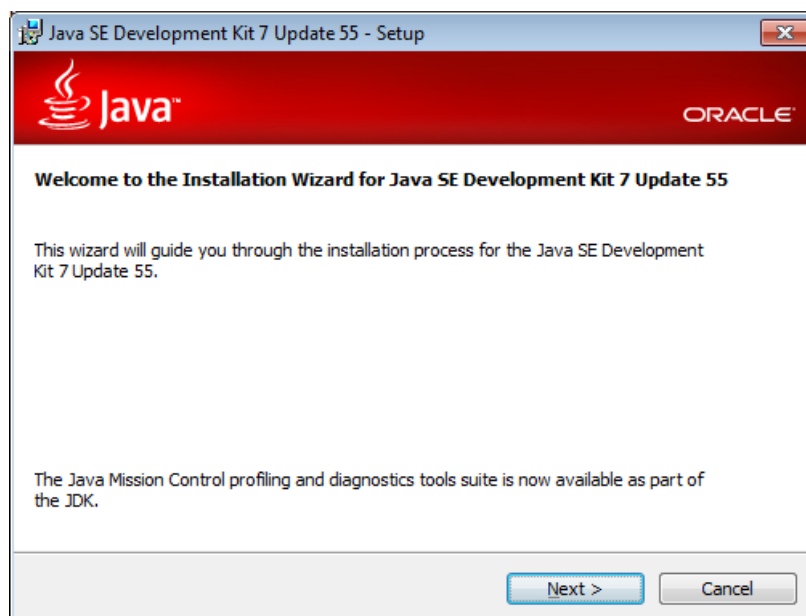 Java SE Development Kit 7 Update 55 - Setup
Java™
ORACLE
Welcome to the Installation Wizard for Java SE Development Kit 7 Update 55
This wizard will guide you through the installation process for the Java SE Development
Kit 7 Update 55.
The Java Mission Control profiling and diagnostics tools suite is now available as part of
the JDK.
Next >
Cancel